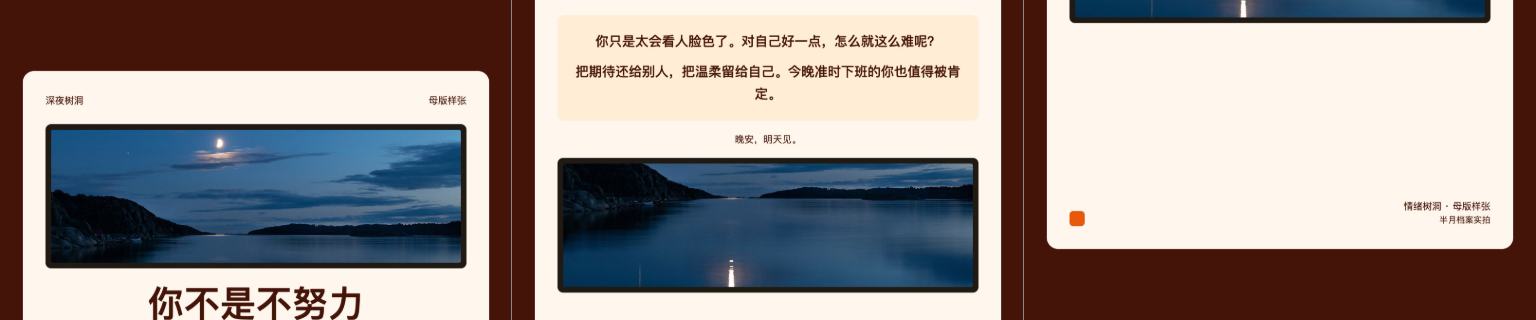 深夜树洞
母版样张
你不是不努力
你只是太会看人脸色了。对自己好一点，怎么就这么难呢？
把期待还给别人，把温柔留给自己。今晚准时下班的你也值得被肯
定。
晚安，明天见。
情绪树洞 · 母版样张
半月档案实拍